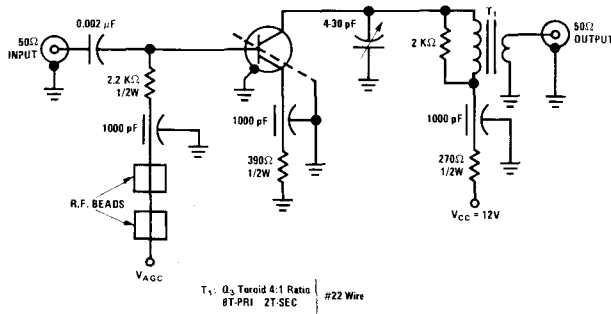 50Ω
INPUT
0.002 μF
2.2 KΩ
1/2W
1000 pF
R.F. BEADS
VAGC
1000 pF
390Ω
1/2W
4-30 pF
2 KΩ
T1
50Ω
OUTPUT
1000 pF
270Ω
1/2W
VCC = 12V
T1: Q3 Toroid 4:1 Ratio
8T-PRI 2T-SEC
#22 Wire